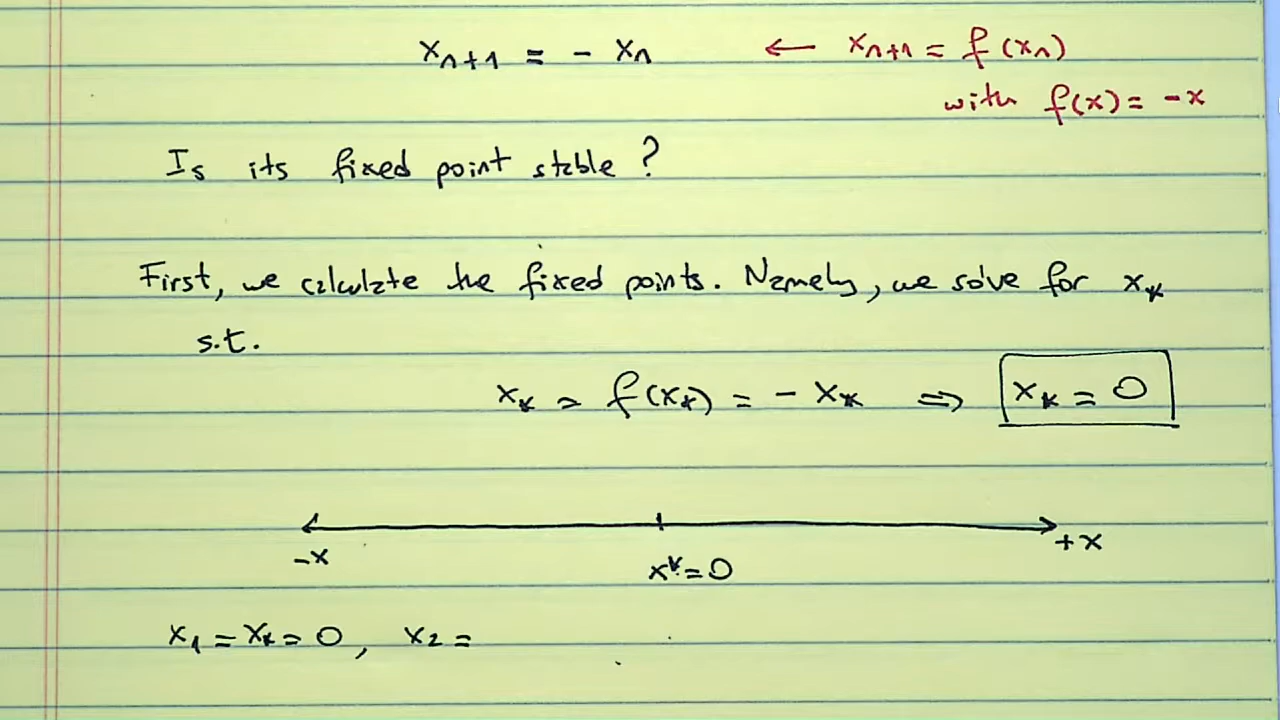 xₙ₊₁ = - xₙ ← xₙ₊₁ = f(xₙ)
with f(x) = -x
Is its fixed point stable?
First, we calculate the fixed points. Namely, we solve for x⁎
s.t.
x⁎ = f(x⁎) = - x⁎ ⇒ x⁎ = 0
-x +x
x* = 0
x₁ = x⁎ = 0, x₂ =